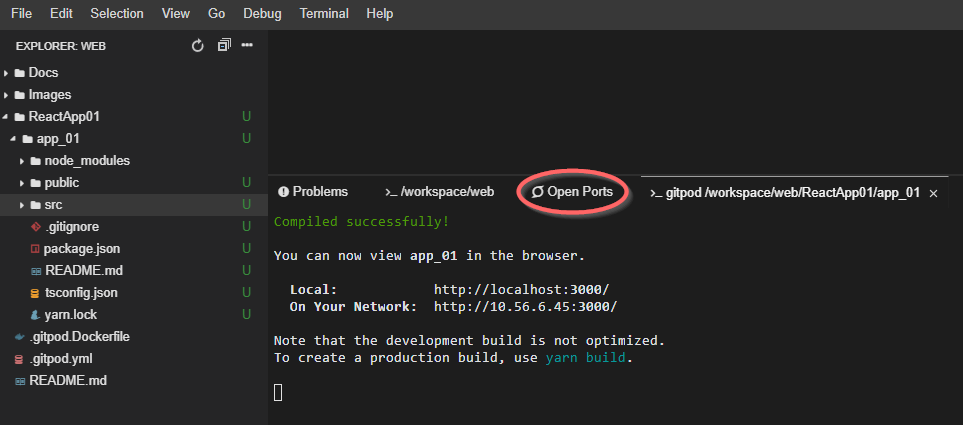 File Edit Selection View Go Debug Terminal Help
EXPLORER: WEB
Docs
Images
ReactApp01 U
app_01 U
node_modules
public U
src U
.gitignore U
package.json U
README.md U
tsconfig.json U
yarn.lock U
.gitpod.Dockerfile
.gitpod.yml
README.md
Problems >_ /workspace/web Open Ports >_ gitpod /workspace/web/ReactApp01/app_01 ×
Compiled successfully!
You can now view app_01 in the browser.
Local: http://localhost:3000/
On Your Network: http://10.56.6.45:3000/
Note that the development build is not optimized.
To create a production build, use yarn build.